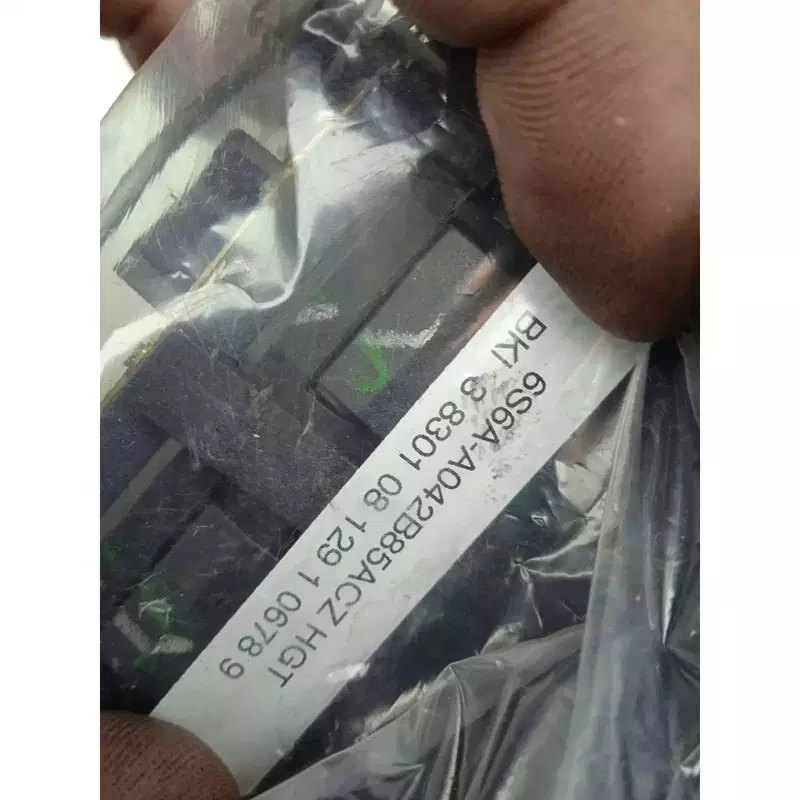 6S6A-A042B85ACZ HGT
BKI 3 8301 08 129 1 0678 9